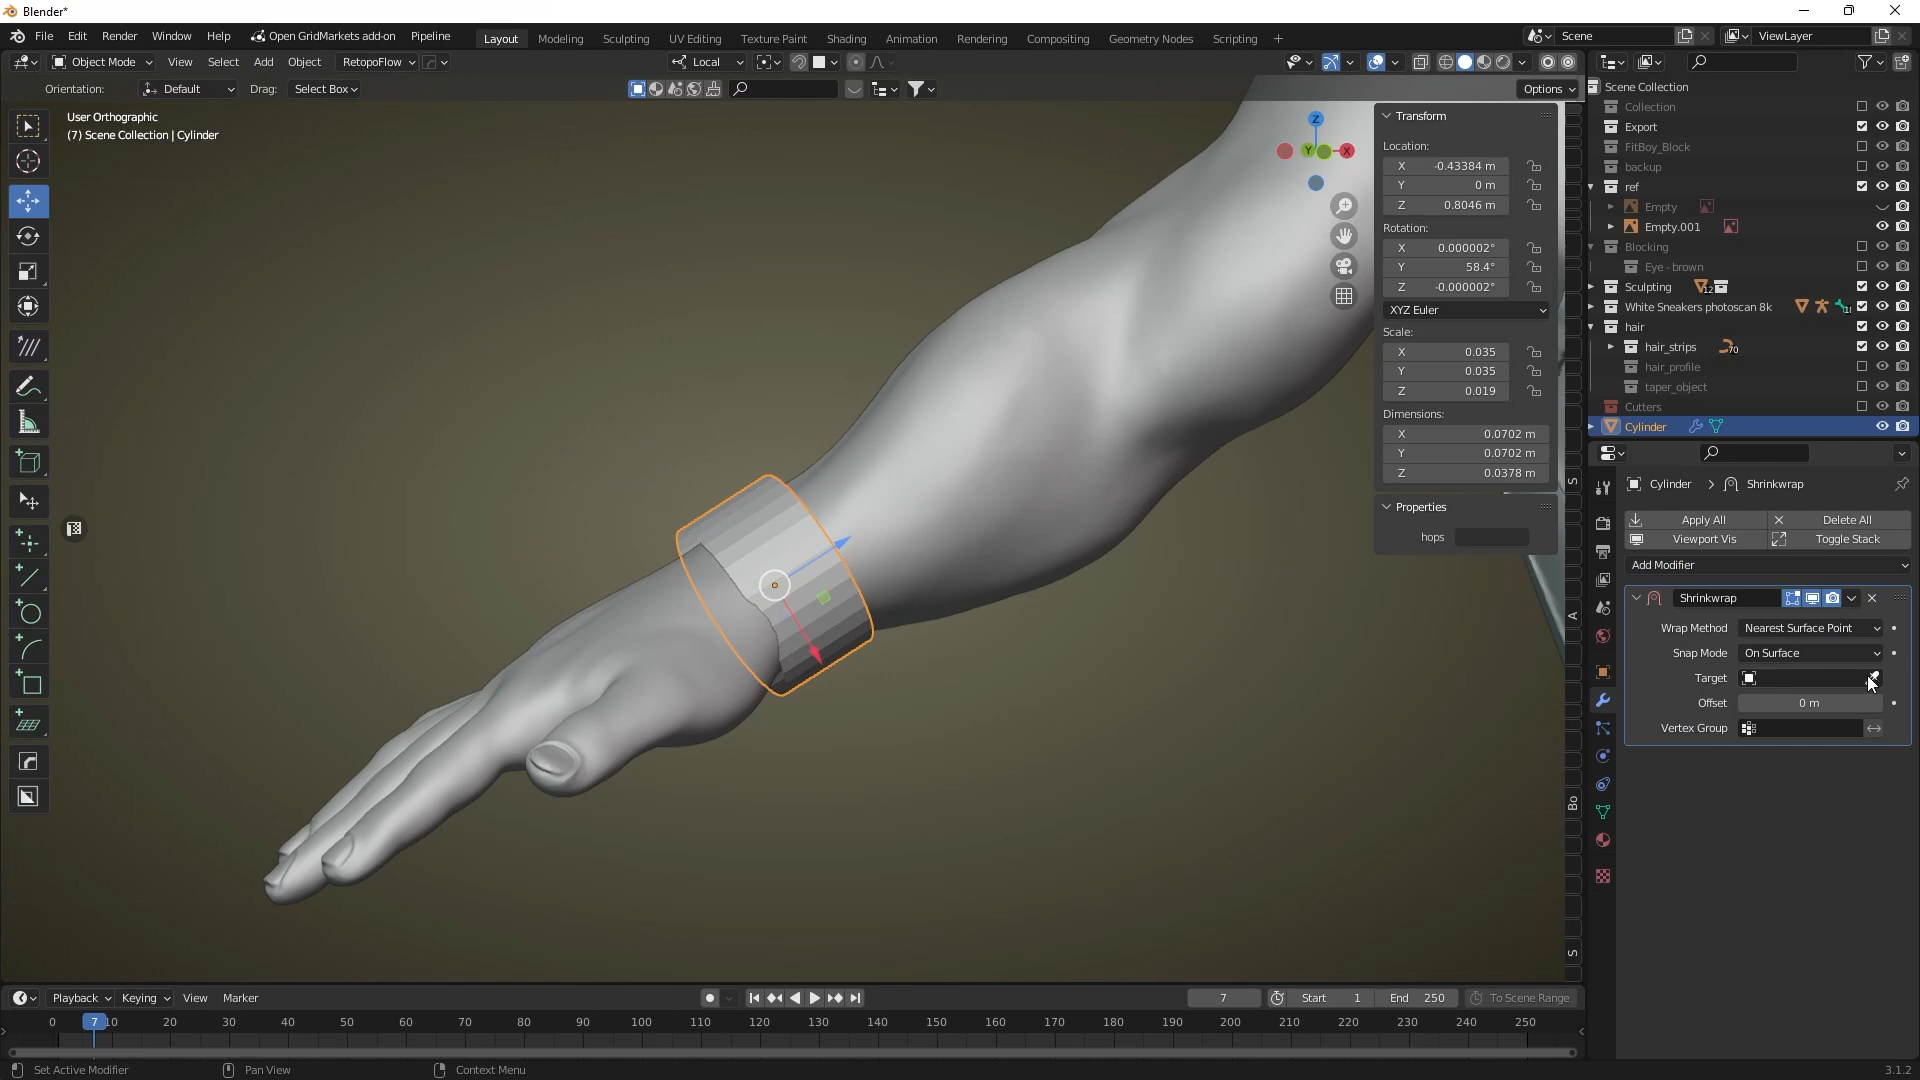 Blender*
File Edit Render Window Help Open GridMarkets add-on Pipeline Layout Modeling Sculpting UV Editing Texture Paint Shading Animation Rendering Compositing Geometry Nodes Scripting + Scene ViewLayer
Object Mode View Select Add Object RetopoFlow Local
Orientation: Default Drag: Select Box Options
User Orthographic
(7) Scene Collection | Cylinder
Z
Y
X
Transform
Location:
X -0.43384 m
Y 0 m
Z 0.8046 m
Rotation:
X 0.000002°
Y 58.4°
Z -0.000002°
XYZ Euler
Scale:
X 0.035
Y 0.035
Z 0.019
Dimensions:
X 0.0702 m
Y 0.0702 m
Z 0.0378 m
Properties
hops
S
A
Bo
S
Scene Collection
Collection
Export
FitBoy_Block
backup
ref
Empty
Empty.001
Blocking
Eye - brown
Sculpting 12
White Sneakers photoscan 8k
hair
hair_strips 70
hair_profile
taper_object
Cutters
Cylinder
Cylinder > Shrinkwrap
Apply All Delete All
Viewport Vis Toggle Stack
Add Modifier
Shrinkwrap
Wrap Method Nearest Surface Point
Snap Mode On Surface
Target
Offset 0 m
Vertex Group
Playback Keying View Marker 7 Start 1 End 250 To Scene Range
0 7 10 20 30 40 50 60 70 80 90 100 110 120 130 140 150 160 170 180 190 200 210 220 230 240 250
Set Active Modifier Pan View Context Menu 3.1.2